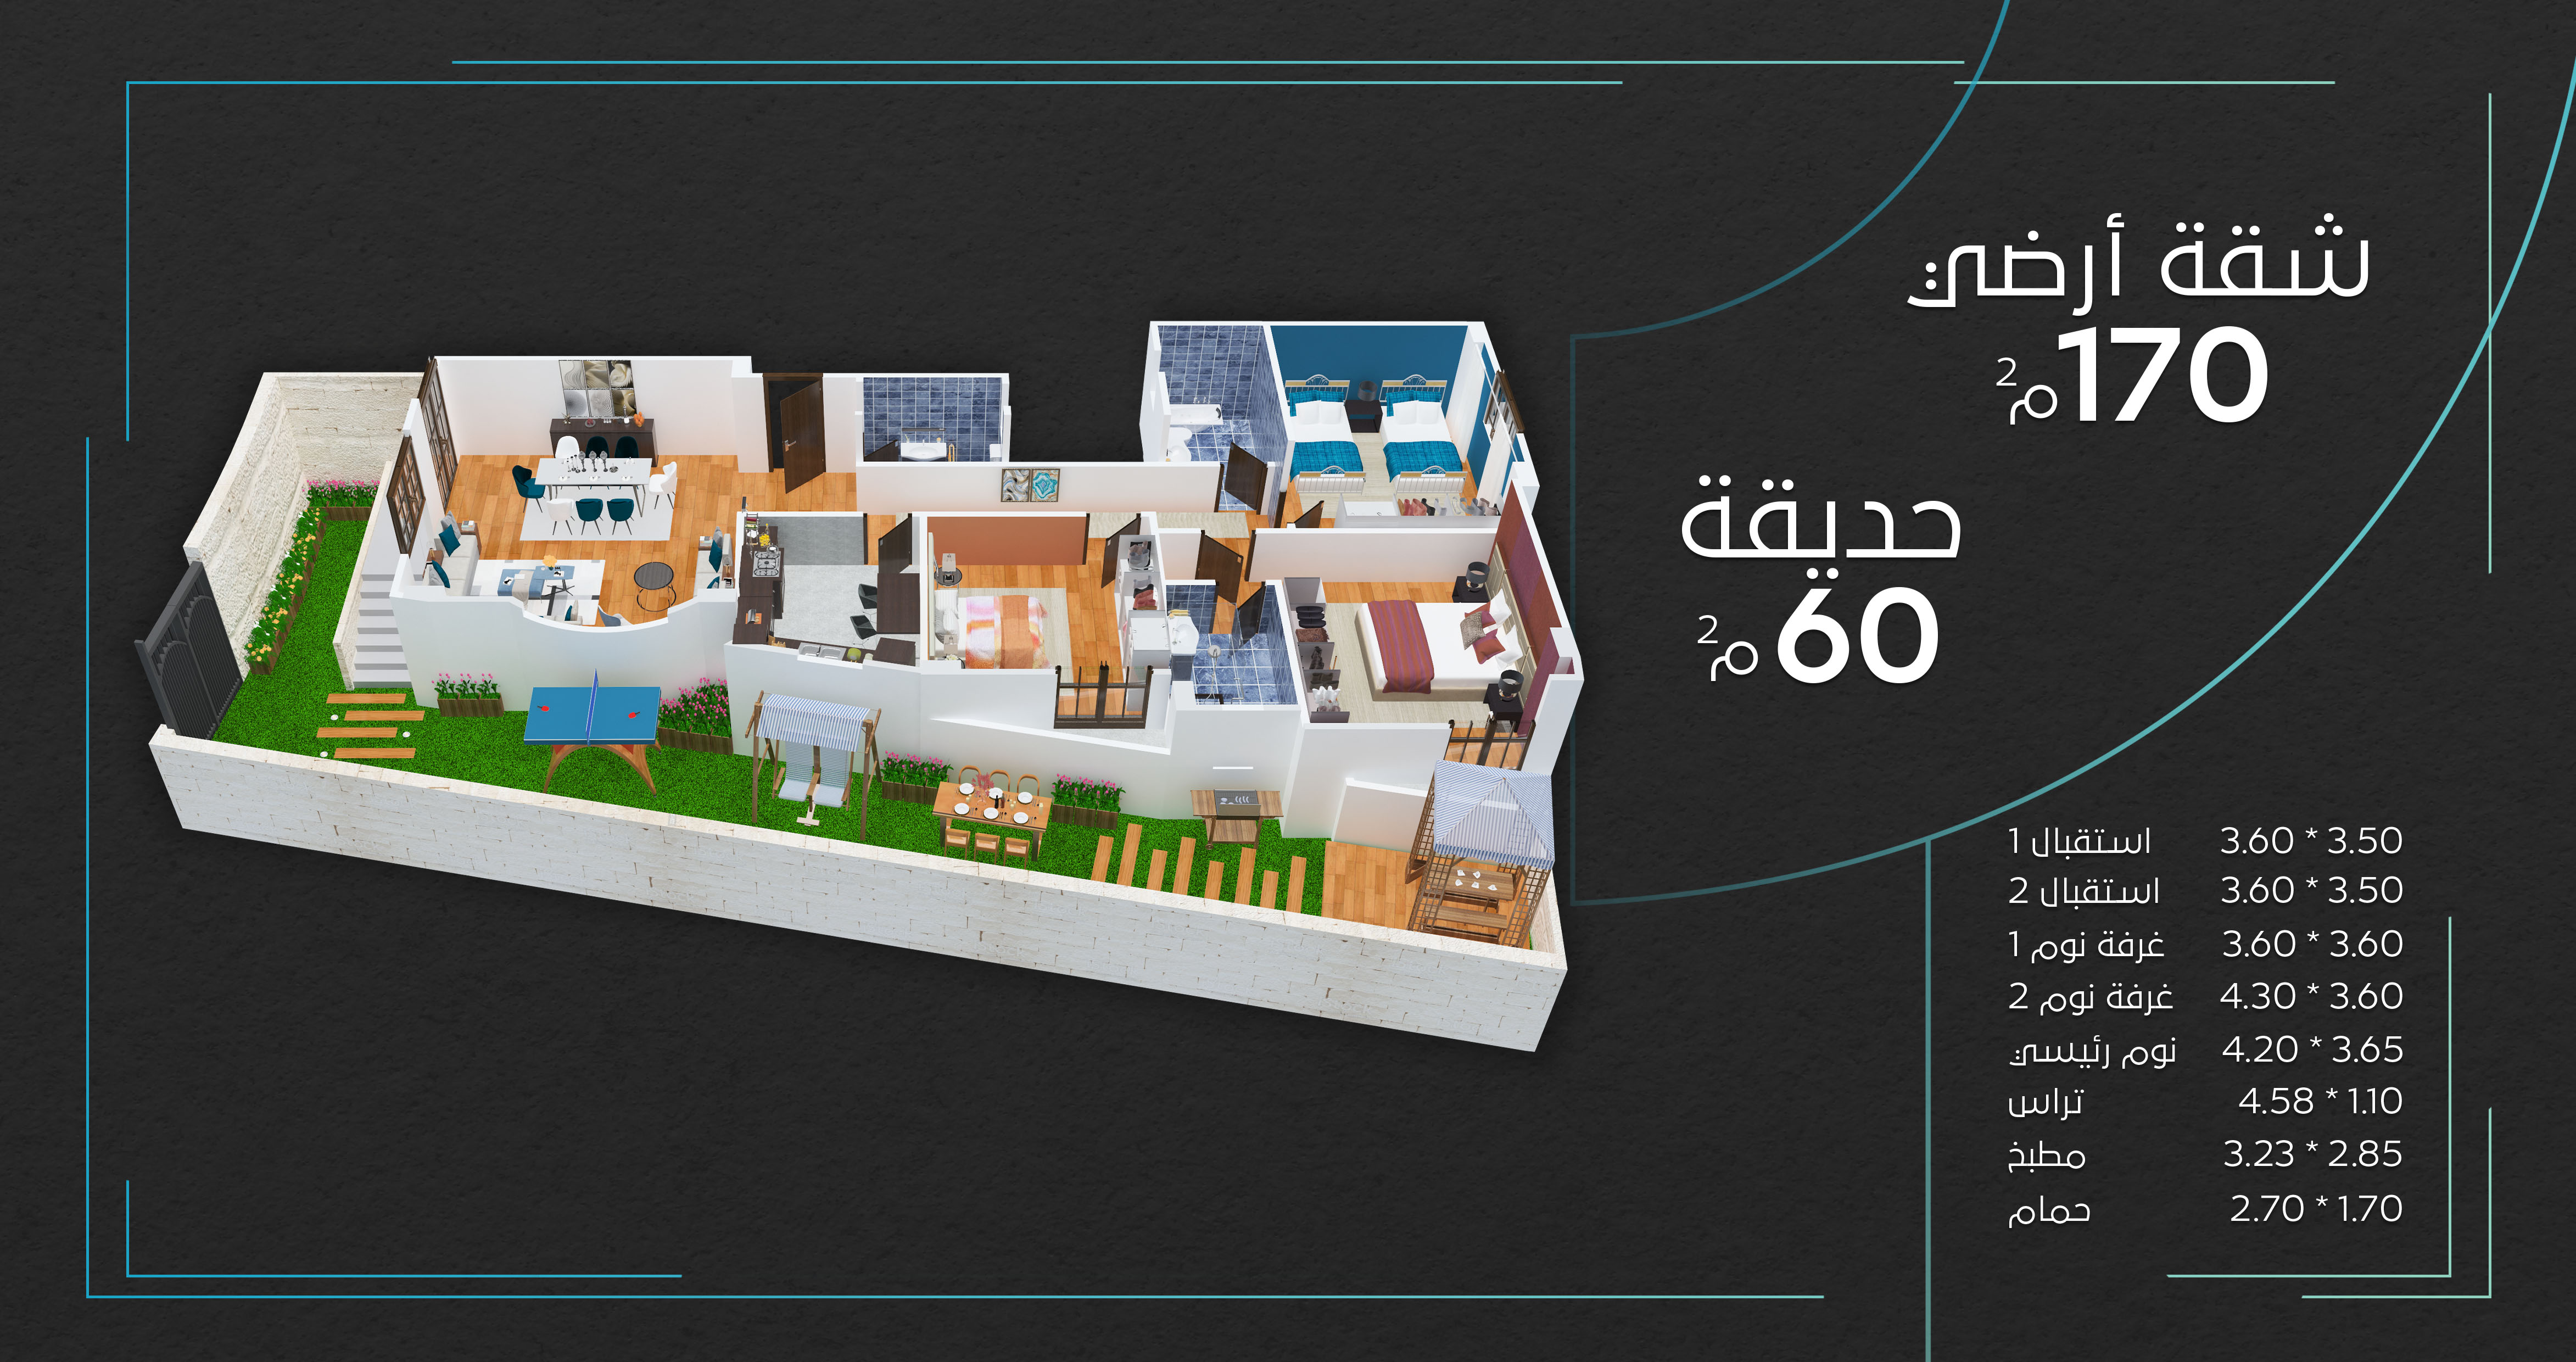 شقة أرضي
170م2
حديقة
60م2
استقبال 1 3.60 * 3.50
استقبال 2 3.60 * 3.50
غرفة نوم 1 3.60 * 3.60
غرفة نوم 2 4.30 * 3.60
نوم رئيسي 4.20 * 3.65
تراس 4.58 * 1.10
مطبخ 3.23 * 2.85
حمام 2.70 * 1.70